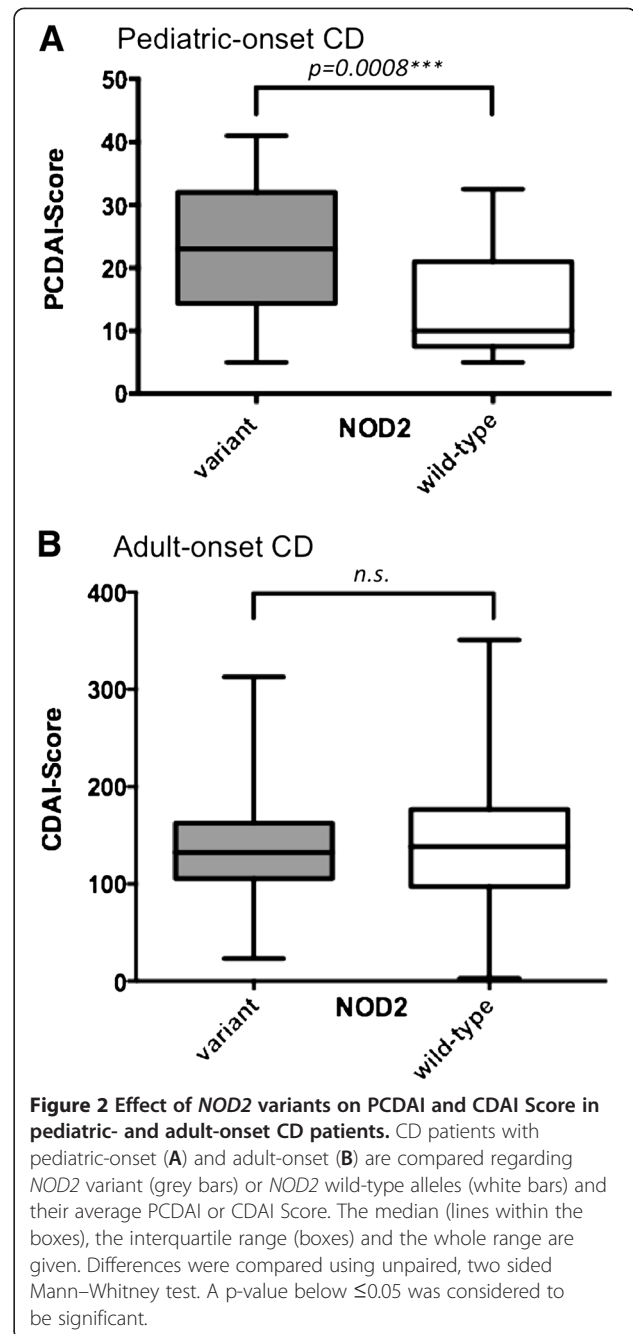 A Pediatric-onset CD
p=0.0008***
50
40
30
20
10
0
PCDAI-Score
variant
NOD2
wild-type
B Adult-onset CD
n.s.
400
300
200
100
0
CDAI-Score
variant
NOD2
wild-type
Figure 2 Effect of NOD2 variants on PCDAI and CDAI Score in
pediatric- and adult-onset CD patients. CD patients with
pediatric-onset (A) and adult-onset (B) are compared regarding
NOD2 variant (grey bars) or NOD2 wild-type alleles (white bars) and
their average PCDAI or CDAI Score. The median (lines within the
boxes), the interquartile range (boxes) and the whole range are
given. Differences were compared using unpaired, two sided
Mann–Whitney test. A p-value below ≤0.05 was considered to
be significant.